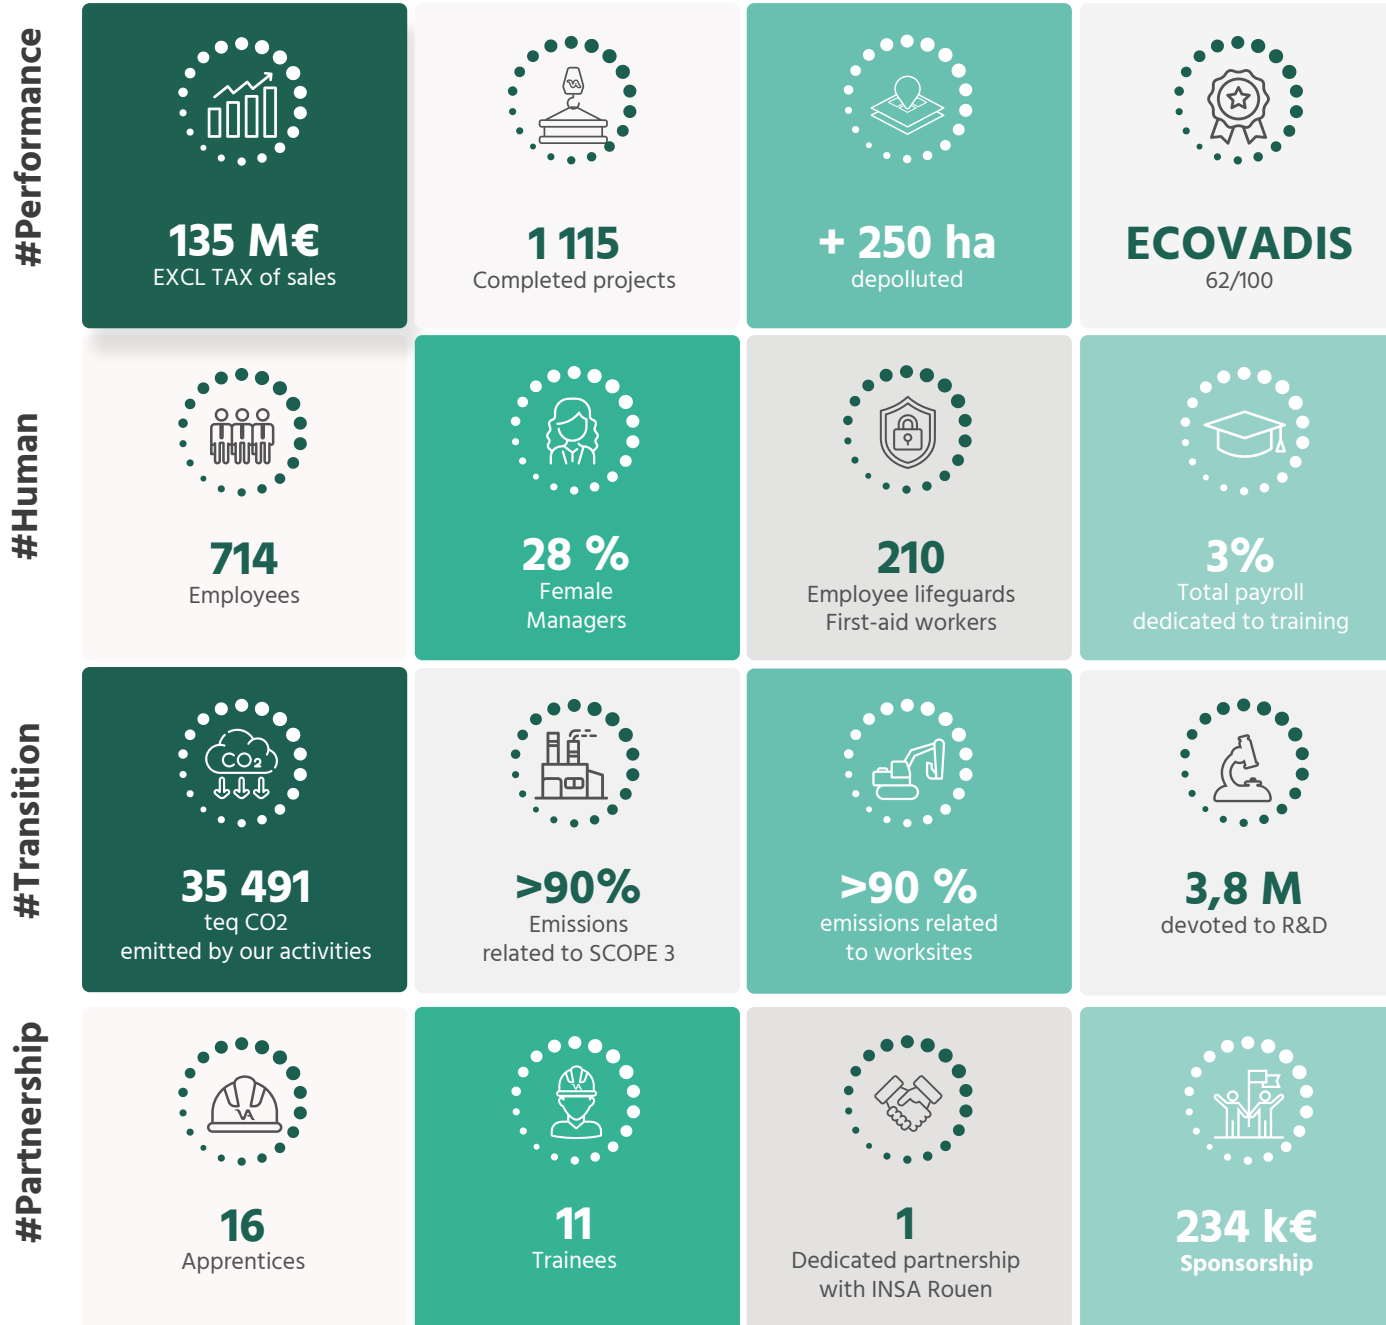 #Performance
135 M€
EXCL TAX of sales
1 115
Completed projects
+ 250 ha
depolluted
ECOVADIS
62/100
#Human
714
Employees
28 %
Female
Managers
210
Employee lifeguards
First-aid workers
3%
Total payroll
dedicated to training
#Transition
CO2
35 491
teq CO2
emitted by our activities
>90%
Emissions
related to SCOPE 3
>90 %
emissions related
to worksites
3,8 M
devoted to R&D
#Partnership
16
Apprentices
11
Trainees
1
Dedicated partnership
with INSA Rouen
234 k€
Sponsorship